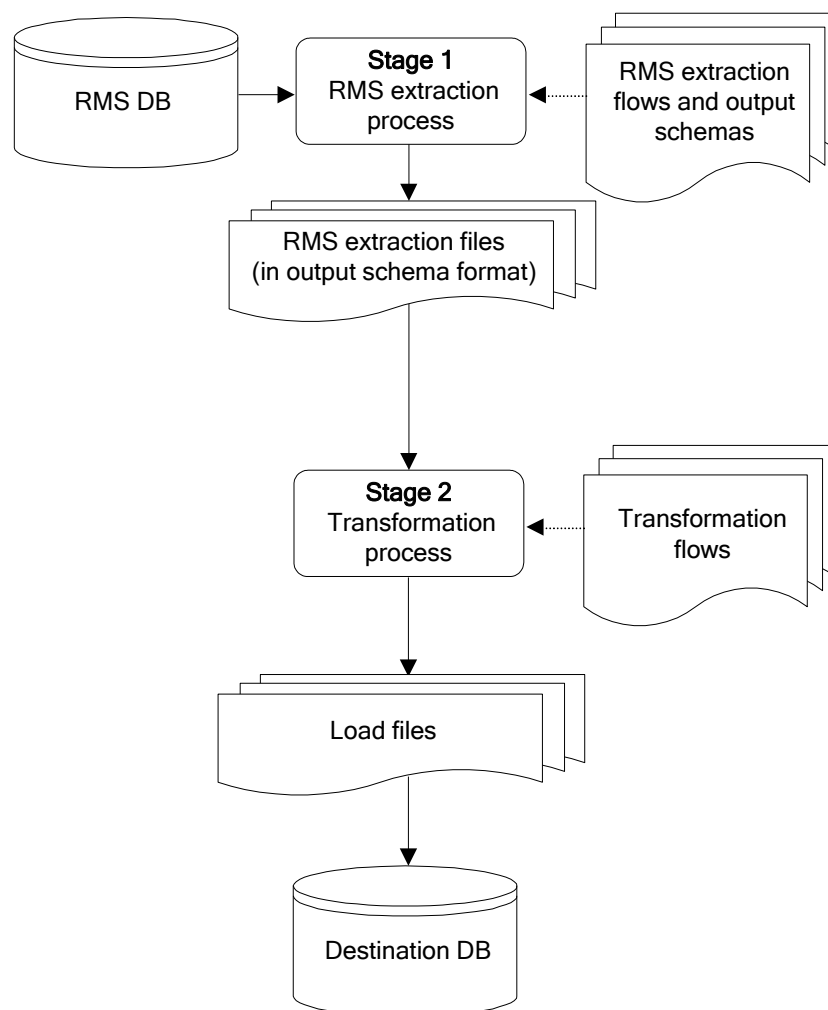 RMS DB
Stage 1
RMS extraction
process
RMS extraction
flows and output
schemas
RMS extraction files
(in output schema format)
Stage 2
Transformation
process
Transformation
flows
Load files
Destination DB